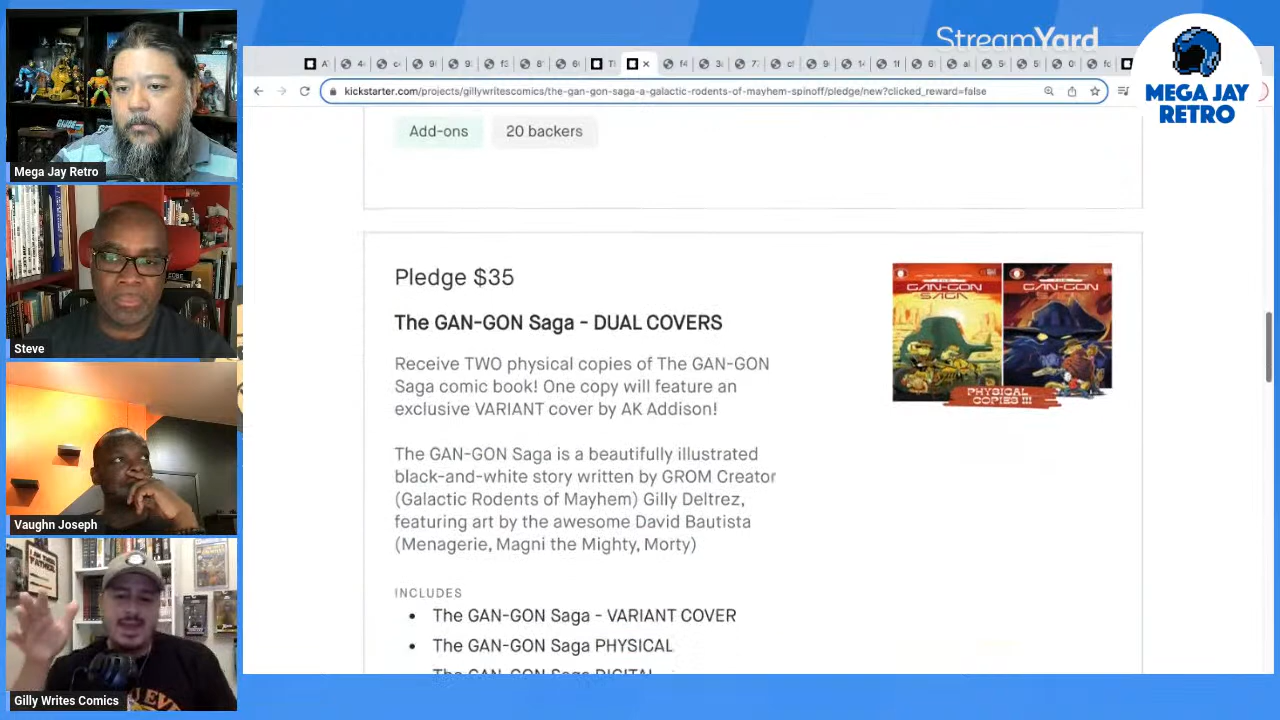 StreamYard
MEGA JAY
RETRO
kickstarter.com/projects/gillywritescomics/the-gan-gon-saga-a-galactic-rodents-of-mayhem-spinoff/pledge/new?clicked_reward=false
Add-ons
20 backers
Pledge $35
The GAN-GON Saga - DUAL COVERS
Receive TWO physical copies of The GAN-GON
Saga comic book! One copy will feature an
exclusive VARIANT cover by AK Addison!
The GAN-GON Saga is a beautifully illustrated
black-and-white story written by GROM Creator
(Galactic Rodents of Mayhem) Gilly Deltrez,
featuring art by the awesome David Bautista
(Menagerie, Magni the Mighty, Morty)
INCLUDES
• The GAN-GON Saga - VARIANT COVER
• The GAN-GON Saga PHYSICAL
The GAN-GON Saga DIGITAL
GAN-GON
SAGA
GAN-GON
SAGA
PHYSICAL
COPIES !!!
Mega Jay Retro
Steve
Vaughn Joseph
Gilly Writes Comics